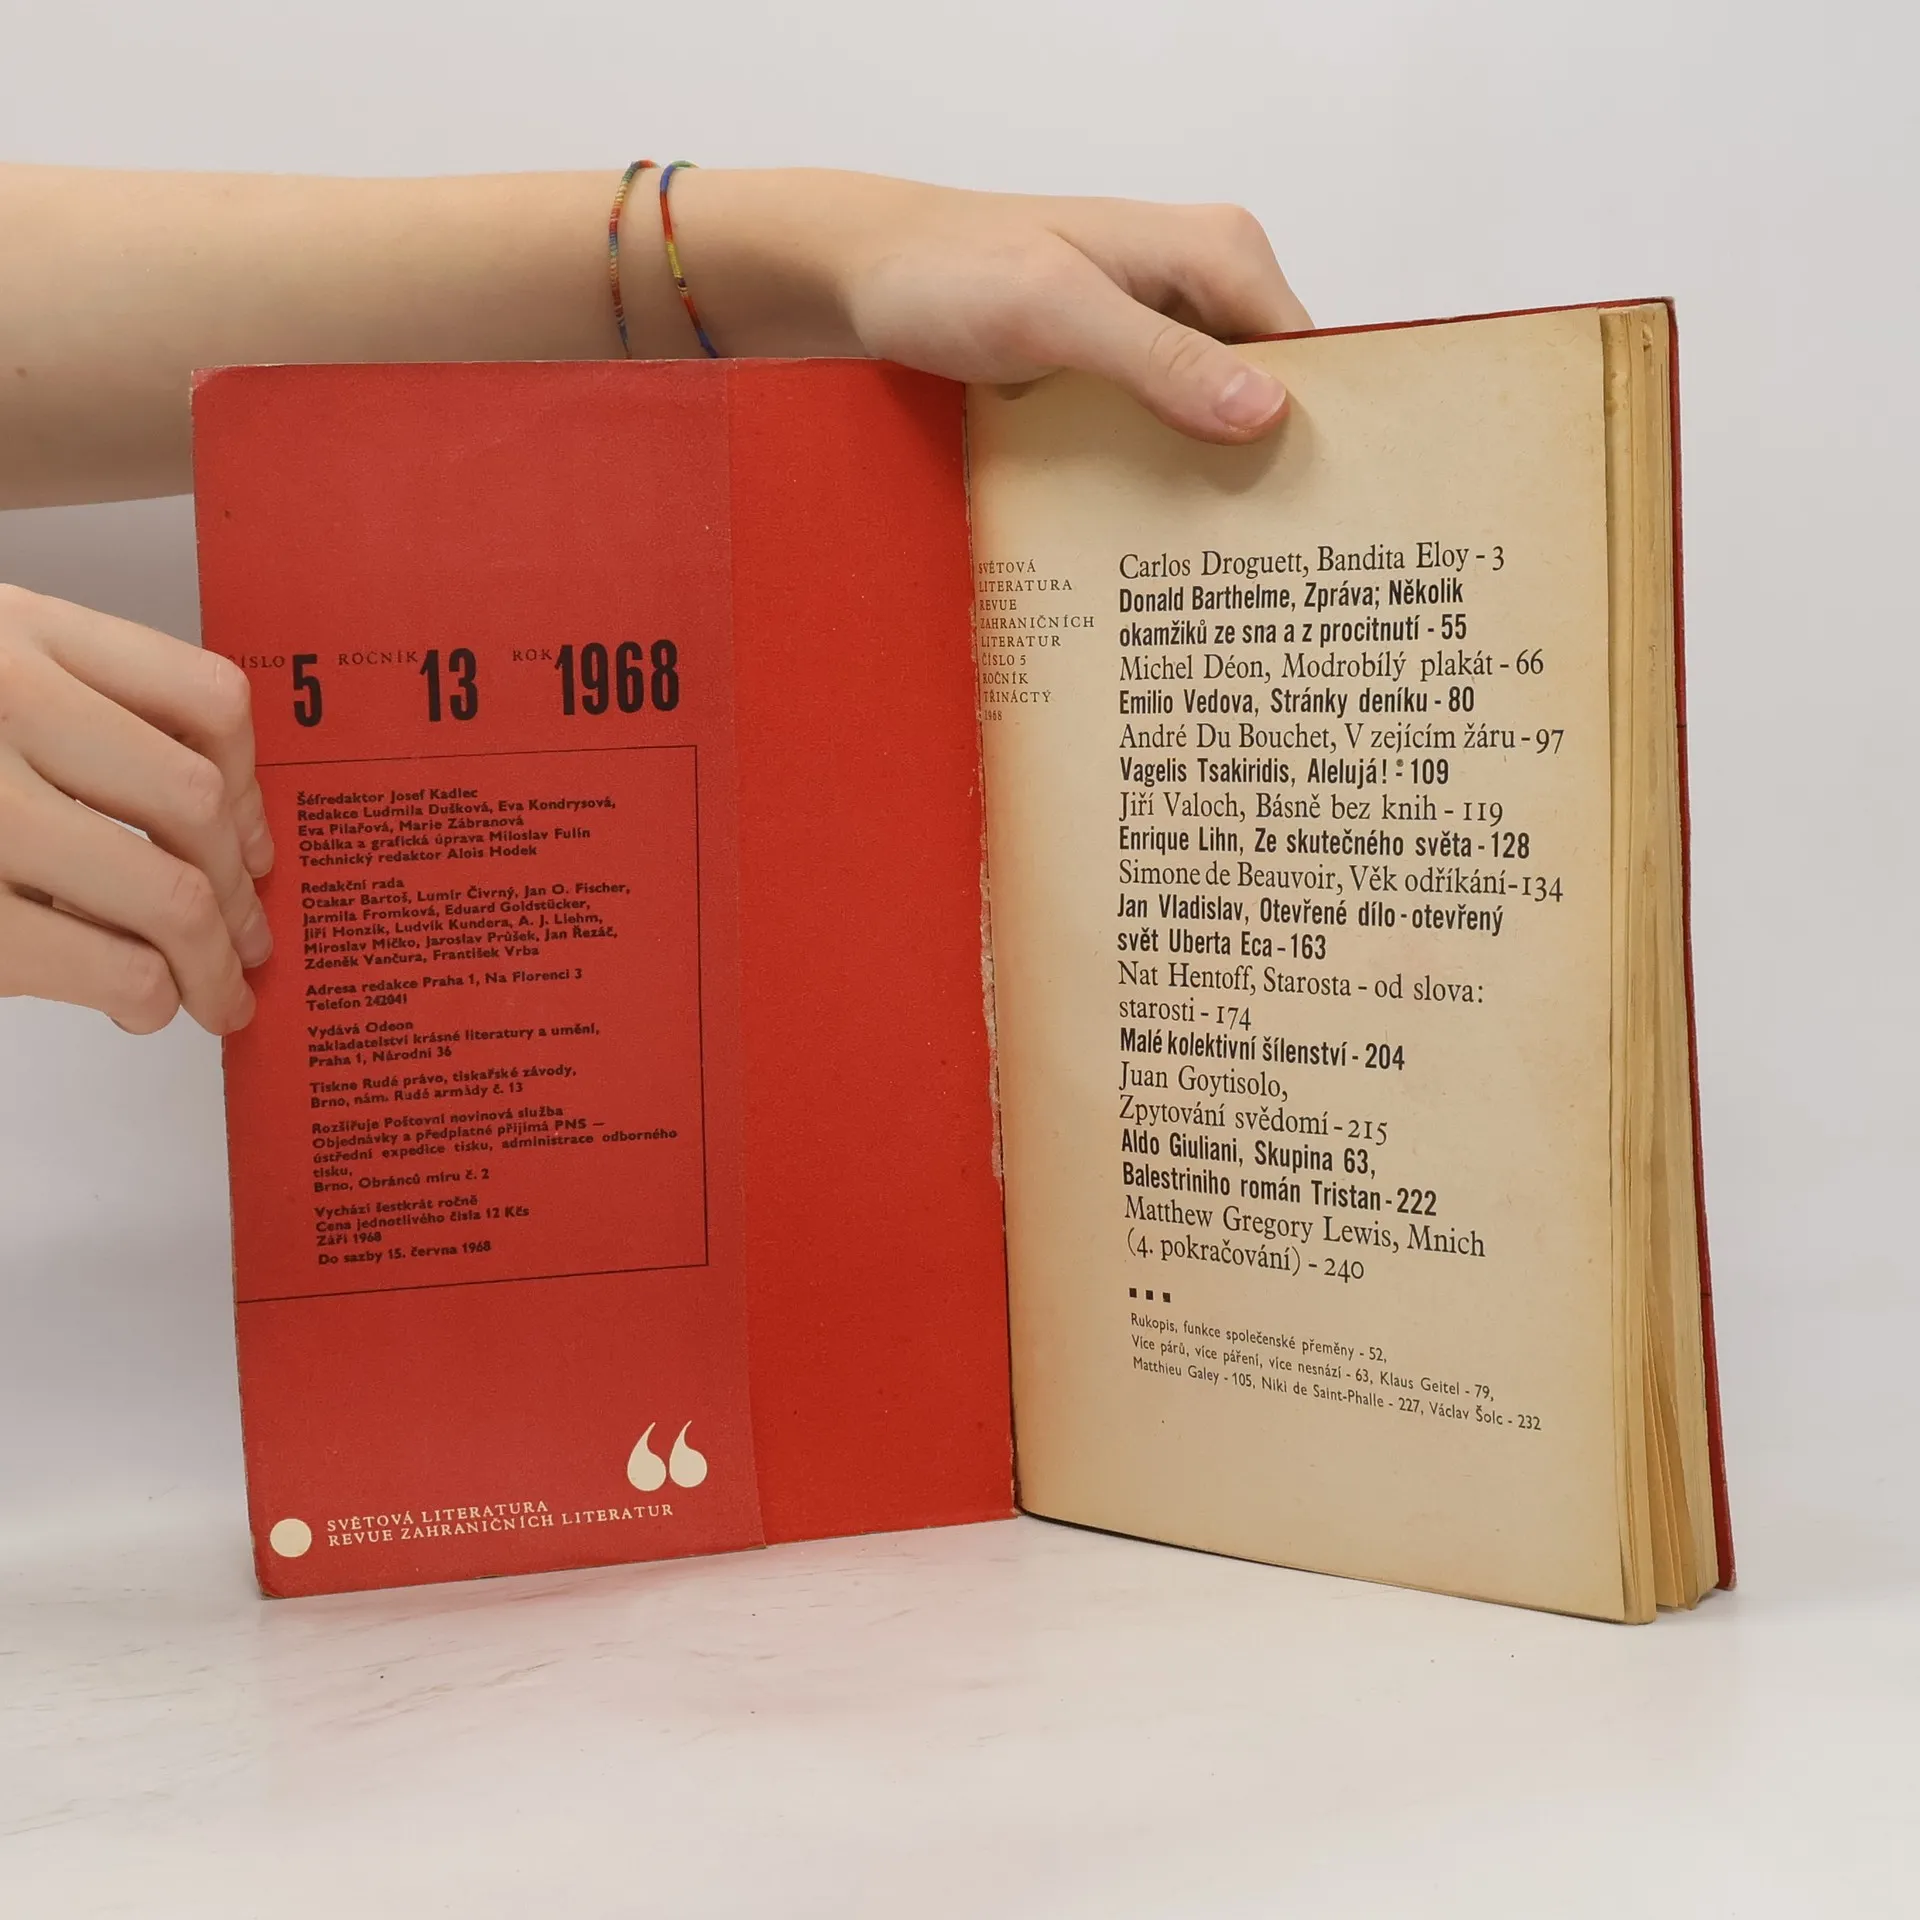 ČÍSLO 5 ROČNÍK 13 ROK 1968
Šéfredaktor Josef Kadlec
Redakce Ludmila Dušková, Eva Kondrysová,
Eva Pilařová, Marie Zábranová
Obálka a grafická úprava Miloslav Fulín
Technický redaktor Alois Hodek
Redakční rada
Otakar Bartoš, Lumír Čivrný, Jan O. Fischer,
Jarmila Fromková, Eduard Goldstücker,
Jiří Honzík, Ludvík Kundera, A. J. Liehm,
Miroslav Míčko, Jaroslav Průšek, Jan Řezáč,
Zdeněk Vančura, František Vrba
Adresa redakce Praha 1, Na Florenci 3
Telefon 242041
Vydává Odeon
nakladatelství krásné literatury a umění,
Praha 1, Národní 36
Tiskne Rudé právo, tiskařské závody,
Brno, nám. Rudé armády č. 13
Rozšiřuje Poštovní novinová služba
Objednávky a předplatné přijímá PNS —
ústřední expedice tisku, administrace odborného
tisku,
Brno, Obránců míru č. 2
Vychází šestkrát ročně
Cena jednotlivého čísla 12 Kčs
Září 1968
Do sazby 15. června 1968
SVĚTOVÁ LITERATURA
REVUE ZAHRANIČNÍCH LITERATUR
SVĚTOVÁ
LITERATURA
REVUE
ZAHRANIČNÍCH
LITERATUR
ČÍSLO 5
ROČNÍK
TŘINÁCTÝ
1968
Carlos Droguett, Bandita Eloy - 3
Donald Barthelme, Zpráva; Několik
okamžiků ze sna a z procitnutí - 55
Michel Déon, Modrobílý plakát - 66
Emilio Vedova, Stránky deníku - 80
André Du Bouchet, V zejícím žáru - 97
Vagelis Tsakiridis, Alelujá! - 109
Jiří Valoch, Básně bez knih - 119
Enrique Lihn, Ze skutečného světa - 128
Simone de Beauvoir, Věk odříkání - 134
Jan Vladislav, Otevřené dílo - otevřený
svět Uberta Eca - 163
Nat Hentoff, Starosta - od slova:
starosti - 174
Malé kolektivní šílenství - 204
Juan Goytisolo,
Zpytování svědomí - 215
Aldo Giuliani, Skupina 63,
Balestriniho román Tristan - 222
Matthew Gregory Lewis, Mnich
(4. pokračování) - 240
Rukopis, funkce společenské přeměny - 52,
Více párů, více páření, více nesnází - 63, Klaus Geitel - 79,
Matthieu Galey - 105, Niki de Saint-Phalle - 227, Václav Šolc - 232